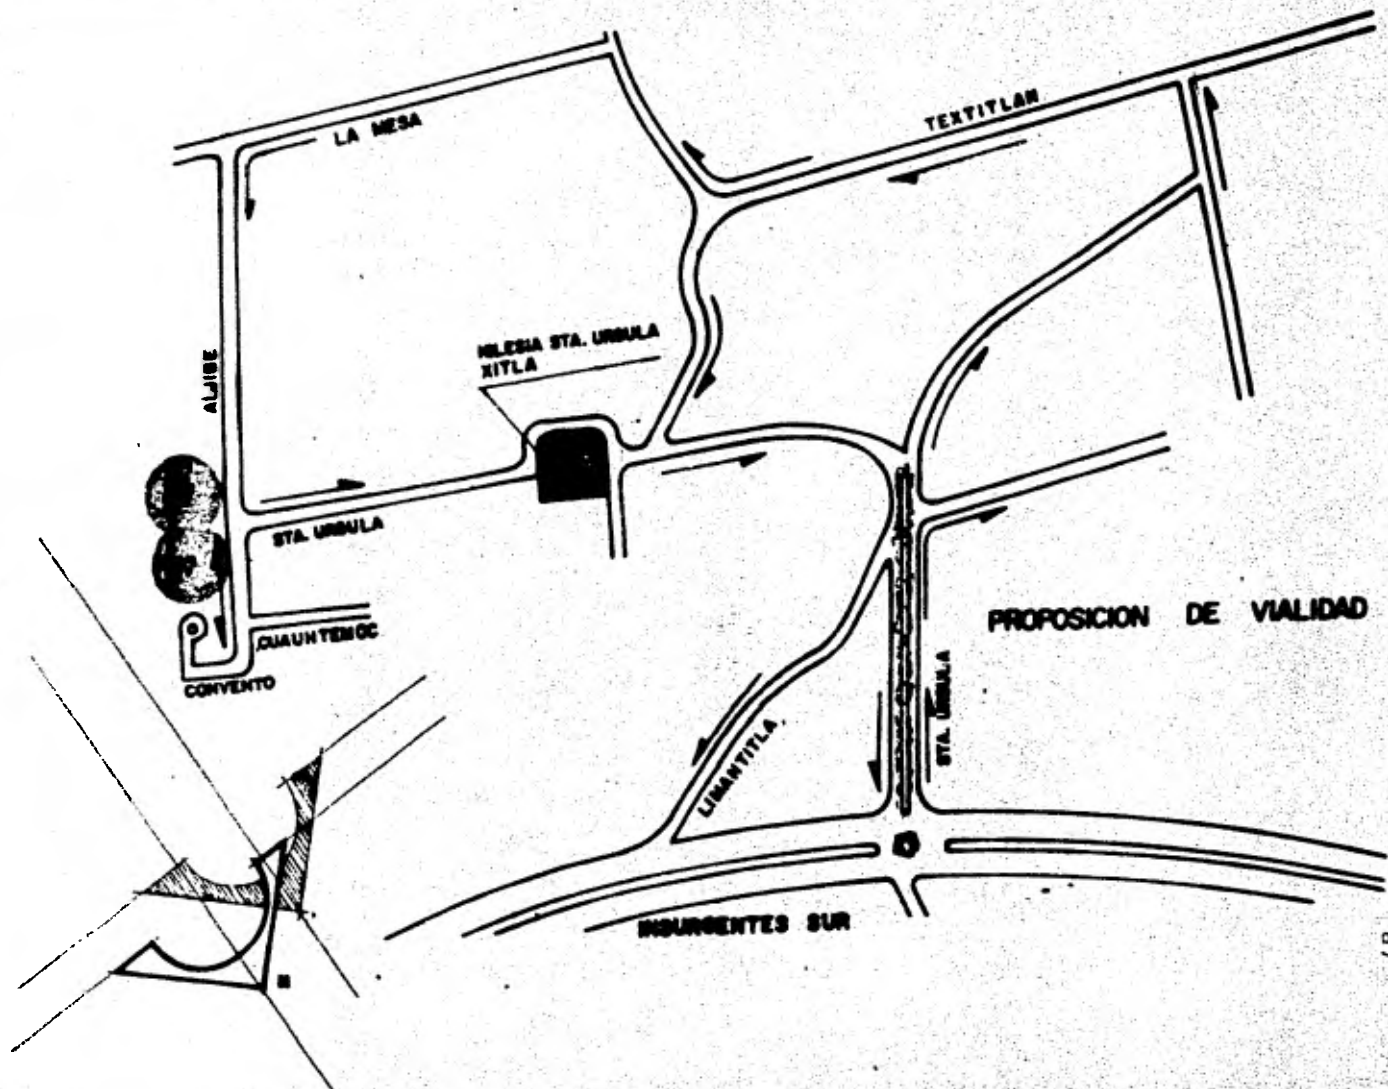 LA MESA
TEXTITLAN
IGLESIA STA. URSULA
XITLA
ALJIBE
STA. URSULA
CUAUHTEMOC
CONVENTO
PROPOSICION DE VIALIDAD
STA. URSULA
LIMANTITLA
INSURGENTES SUR
N